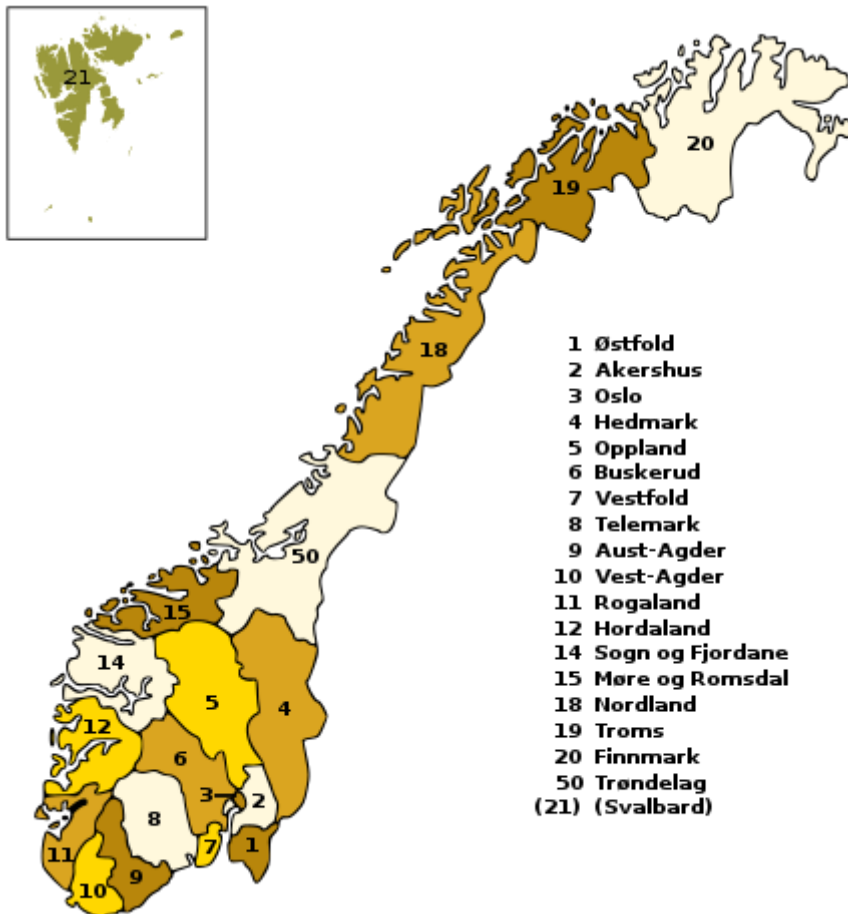 21
20
19
18
50
15
14
5
4
12
6
3
2
8
7
1
11
9
10
1 Østfold
2 Akershus
3 Oslo
4 Hedmark
5 Oppland
6 Buskerud
7 Vestfold
8 Telemark
9 Aust-Agder
10 Vest-Agder
11 Rogaland
12 Hordaland
14 Sogn og Fjordane
15 Møre og Romsdal
18 Nordland
19 Troms
20 Finnmark
50 Trøndelag
(21) (Svalbard)